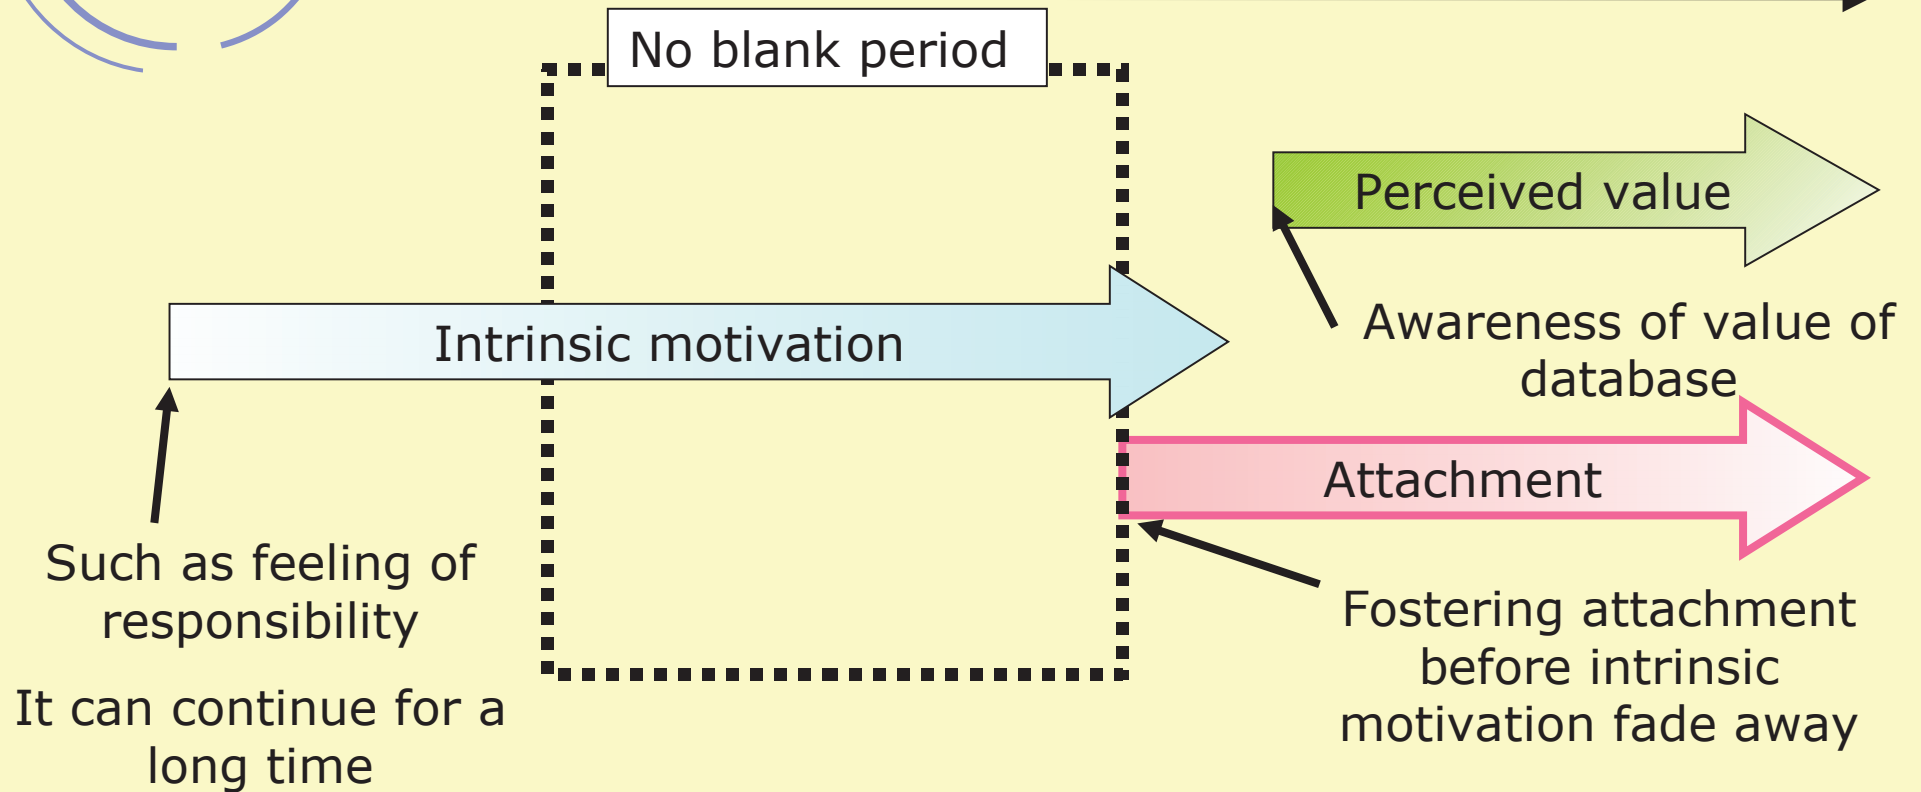 No blank period
Perceived value
Intrinsic motivation
Awareness of value of
database
Attachment
Such as feeling of
responsibility
It can continue for a
long time
Fostering attachment
before intrinsic
motivation fade away